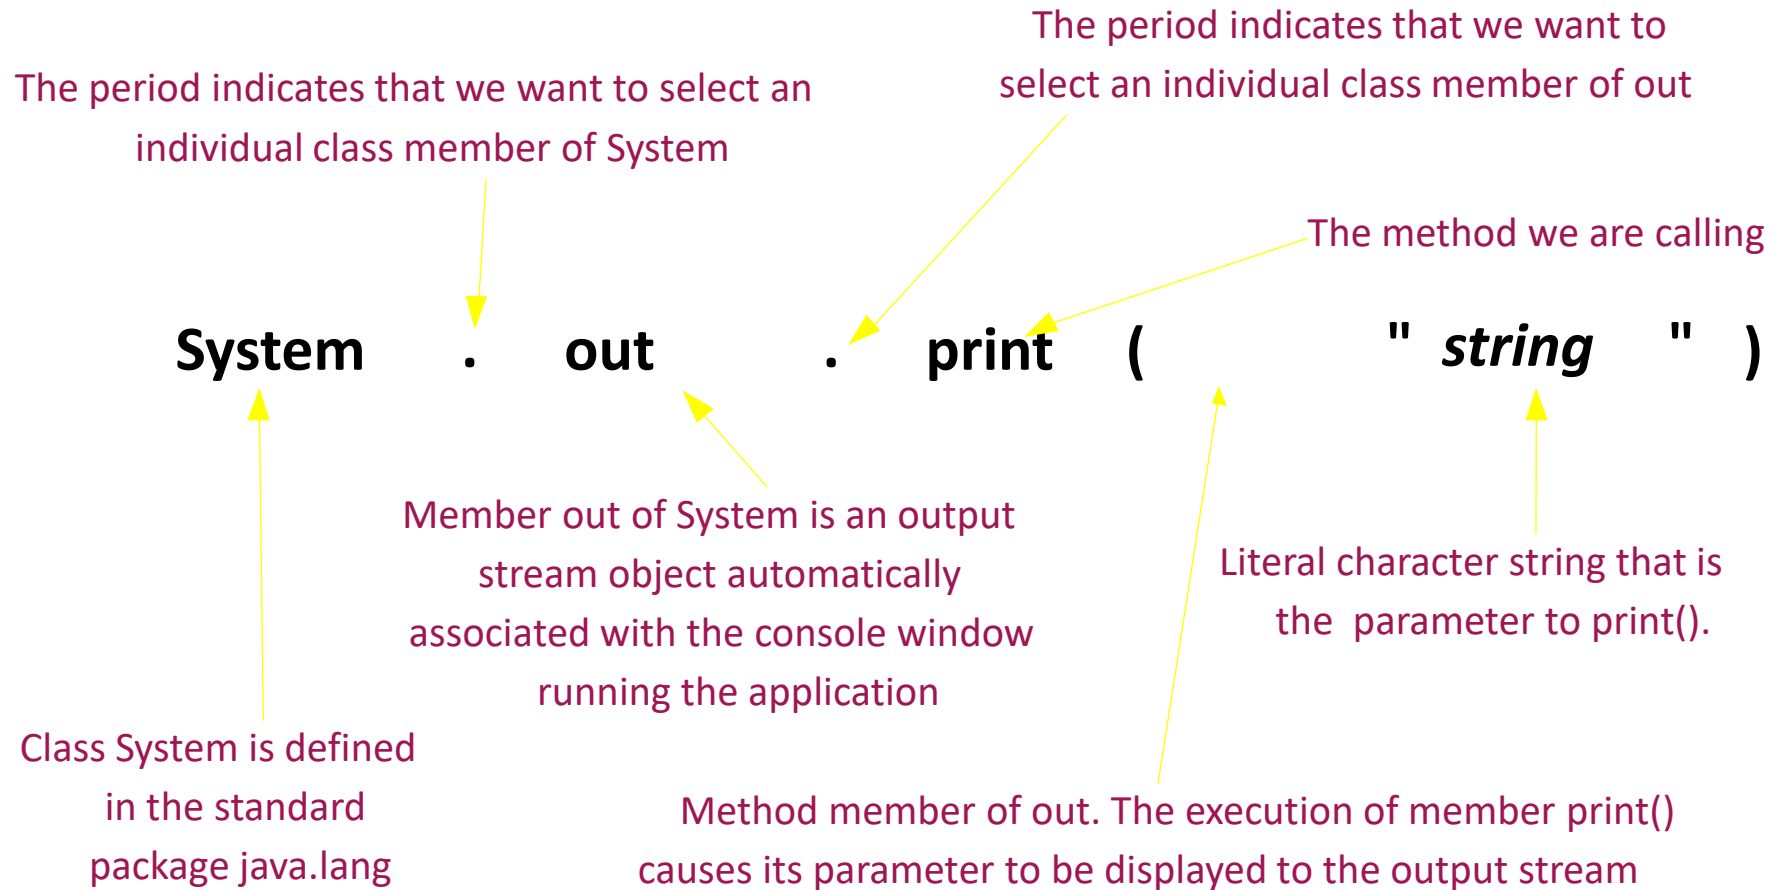 The period indicates that we want to
select an individual class member of out
The period indicates that we want to select an
individual class member of System
The method we are calling
System . out . print ( " string " )
Member out of System is an output
stream object automatically
associated with the console window
running the application
Literal character string that is
the parameter to print().
Class System is defined
in the standard
package java.lang
Method member of out. The execution of member print()
causes its parameter to be displayed to the output stream